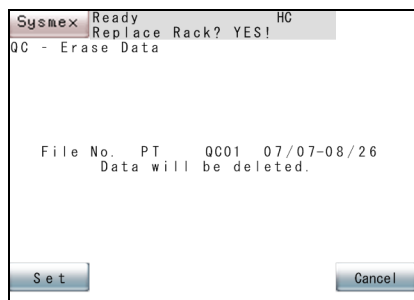 Sysmex
Ready HC
Replace Rack? YES!
QC - Erase Data
File No. PT QC01 07/07-08/26
Data will be deleted.
Set
Cancel